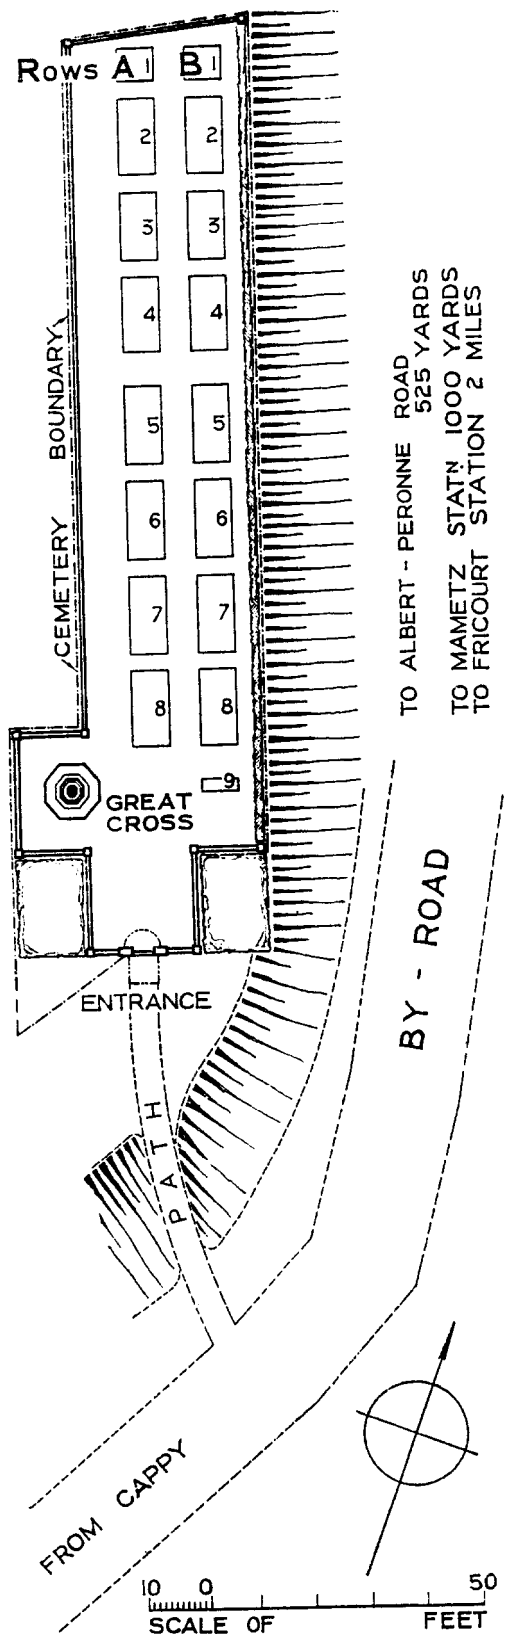 Rows A 1 B 1
2 2
3 3
4 4
5 5
6 6
7 7
8 8
9
CEMETERY BOUNDARY
GREAT
CROSS
ENTRANCE
PATH
TO ALBERT - PERONNE ROAD
525 YARDS
TO MAMETZ STATN 1000 YARDS
TO FRICOURT STATION 2 MILES
BY - ROAD
FROM CAPPY
10 0 50
SCALE OF FEET